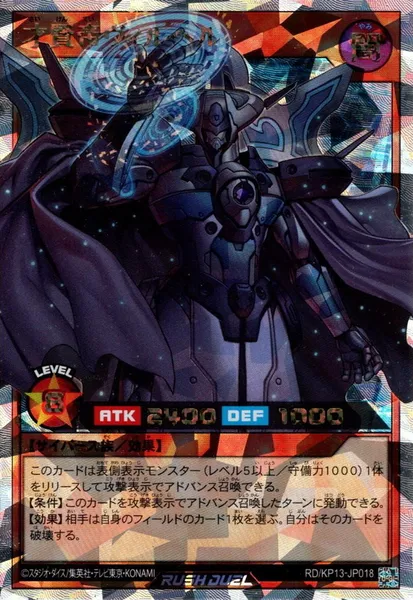 LEVEL
8
ATK 2400 DEF 1000
【サイバース族／効果】
このカードは表側表示モンスター(レベル5以上／守備力1000)1体
をリリースして攻撃表示でアドバンス召喚できる。
【条件】このカードを攻撃表示でアドバンス召喚したターンに発動できる。
【効果】相手は自身のフィールドのカード1枚を選ぶ。自分はそのカードを
破壊する。
©スタジオ・ダイス/集英社・テレビ東京・KONAMI
RUSH DUEL
RD/KP13-JP018